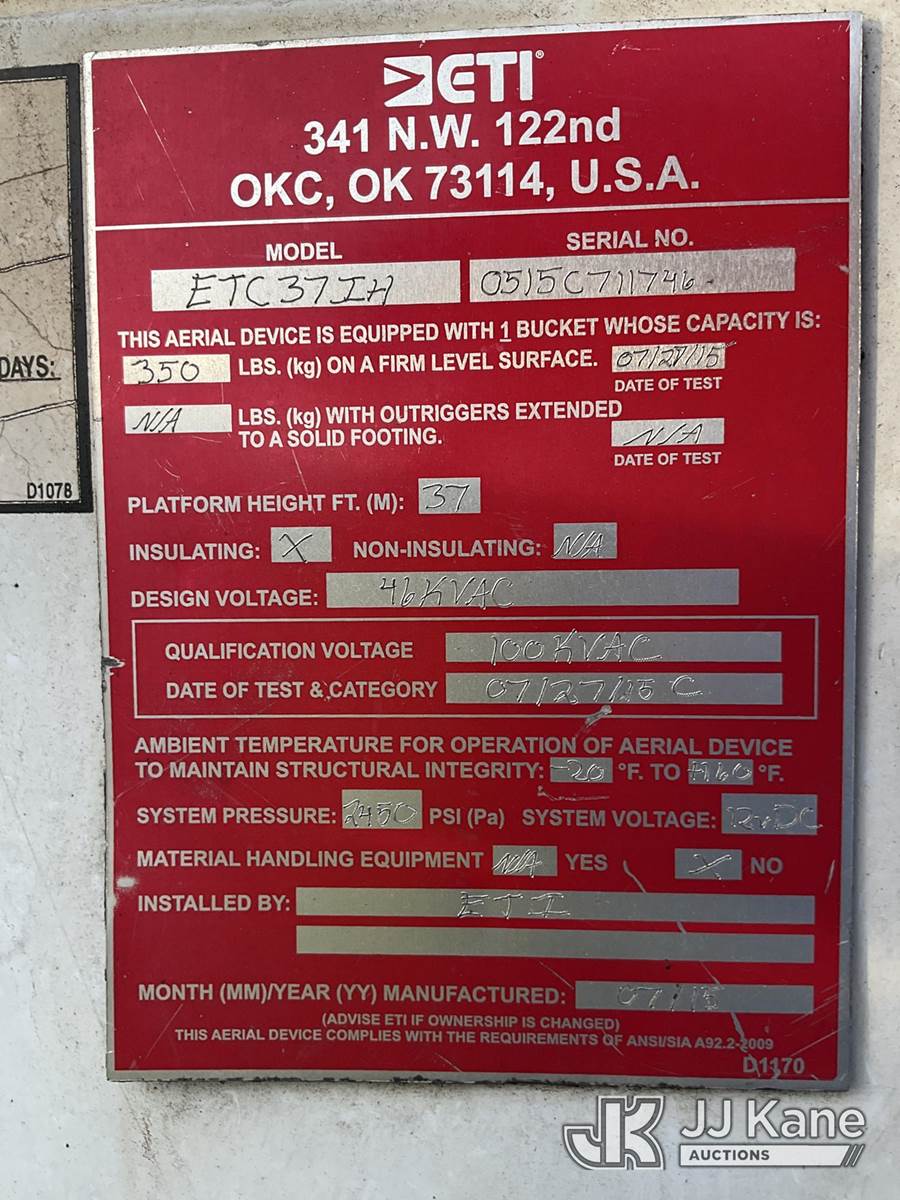 ETI®
341 N.W. 122nd
OKC, OK 73114, U.S.A.
MODEL SERIAL NO.
ETC37IH 0515C711746
THIS AERIAL DEVICE IS EQUIPPED WITH 1 BUCKET WHOSE CAPACITY IS:
350 LBS. (kg) ON A FIRM LEVEL SURFACE. 07/27/15
DATE OF TEST
N/A LBS. (kg) WITH OUTRIGGERS EXTENDED
TO A SOLID FOOTING. N/A
DATE OF TEST
PLATFORM HEIGHT FT. (M): 37
INSULATING: X NON-INSULATING: N/A
DESIGN VOLTAGE: 46KVAC
QUALIFICATION VOLTAGE 100KVAC
DATE OF TEST & CATEGORY 07/27/15 C
AMBIENT TEMPERATURE FOR OPERATION OF AERIAL DEVICE
TO MAINTAIN STRUCTURAL INTEGRITY: -20 °F. TO °F.
SYSTEM PRESSURE: 2450 PSI (Pa) SYSTEM VOLTAGE: 12vDC
MATERIAL HANDLING EQUIPMENT N/A YES X NO
INSTALLED BY: ETI
MONTH (MM)/YEAR (YY) MANUFACTURED: 07/15
(ADVISE ETI IF OWNERSHIP IS CHANGED)
THIS AERIAL DEVICE COMPLIES WITH THE REQUIREMENTS OF ANSI/SIA A92.2-2009
D1170
DAYS:
D1078
JK JJ Kane
AUCTIONS